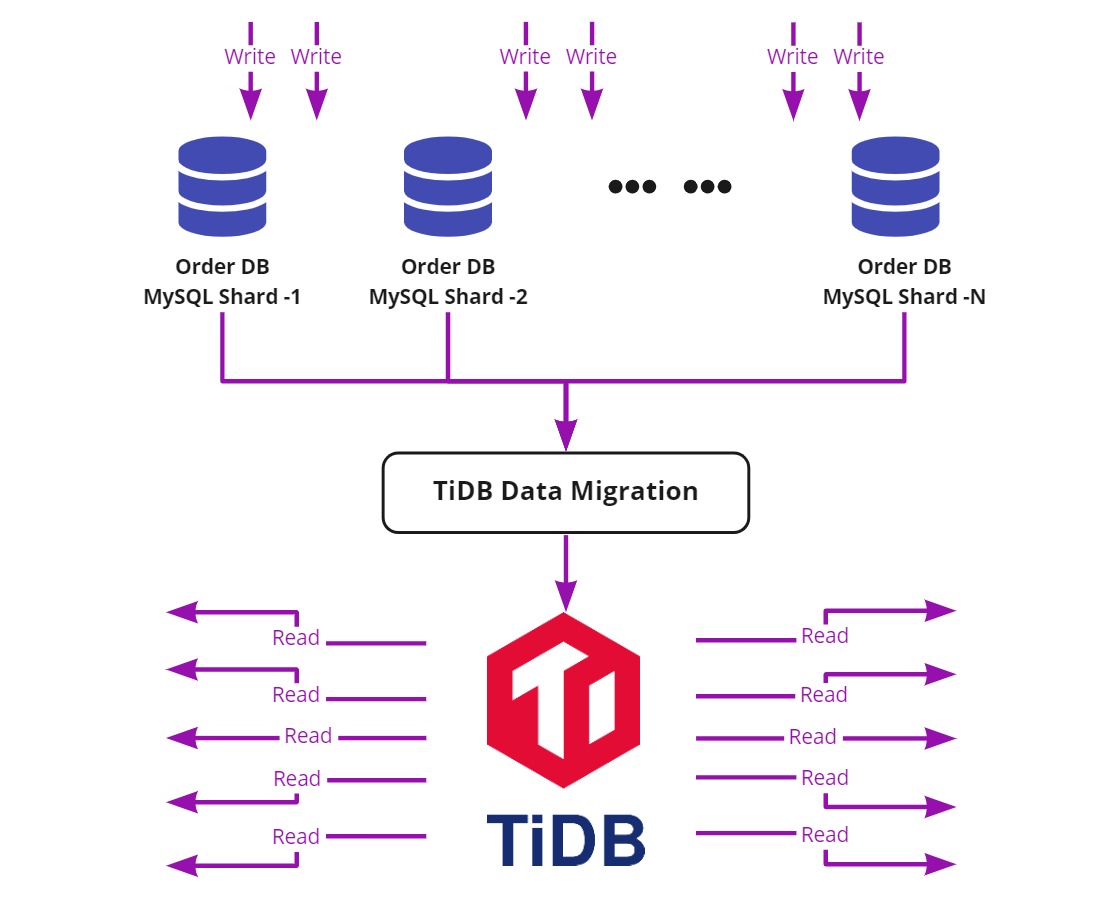 Write Write Write Write Write Write
Order DB Order DB Order DB
MySQL Shard -1 MySQL Shard -2 MySQL Shard -N
TiDB Data Migration
Read Read
Read Read
Read Read
Read Read
Read Read
Ti
TiDB